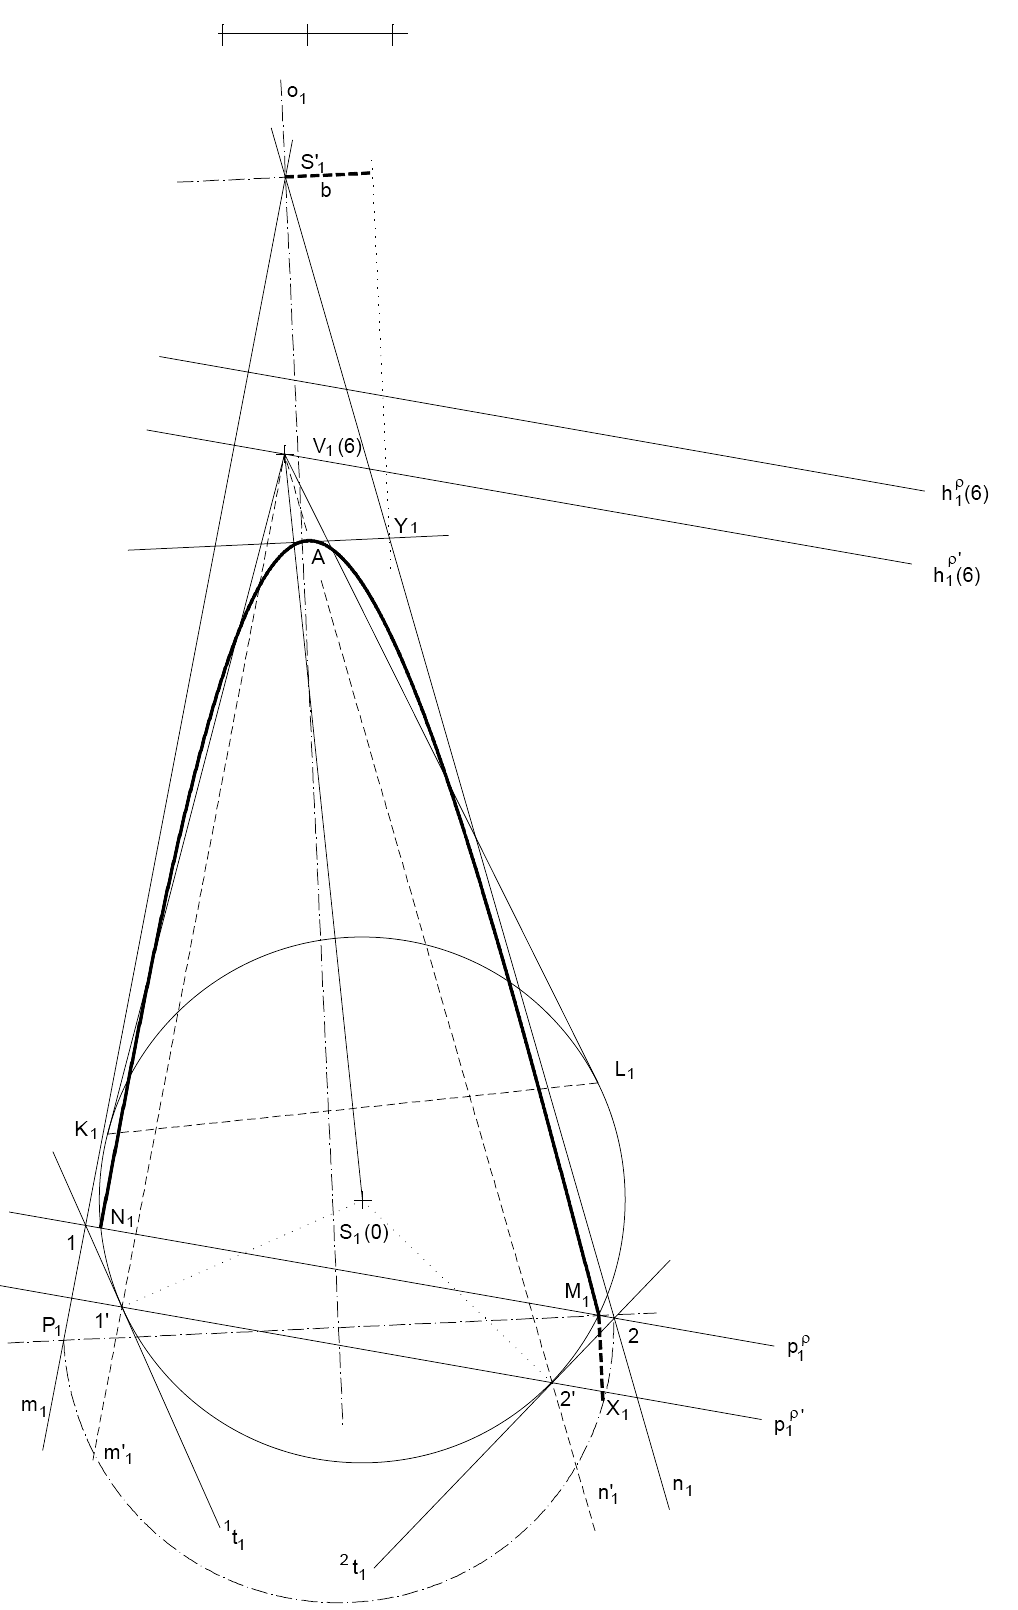 o₁
S'₁
b
V₁(6)
h₁ᵨ(6)
h₁ᵨ'(6)
Y₁
A
L₁
K₁
N₁
S₁(0)
1
M₁
P₁
1'
2
p₁ᵨ
2'
X₁
m₁
p₁ᵨ'
m'₁
n₁
n'₁
¹t₁
²t₁